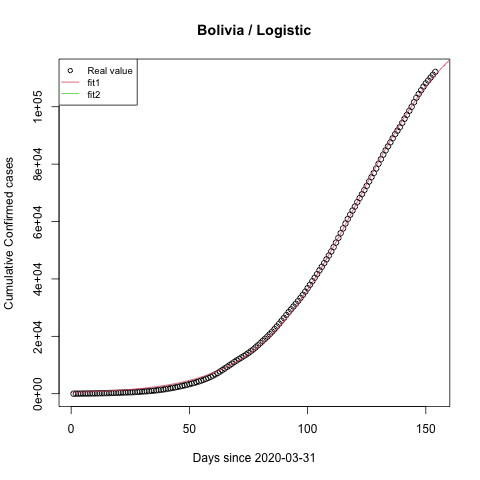 Bolivia / Logistic
Real value
fit1
fit2
Cumulative Confirmed cases
1e+05
8e+04
6e+04
4e+04
2e+04
0e+00
0 50 100 150
Days since 2020-03-31